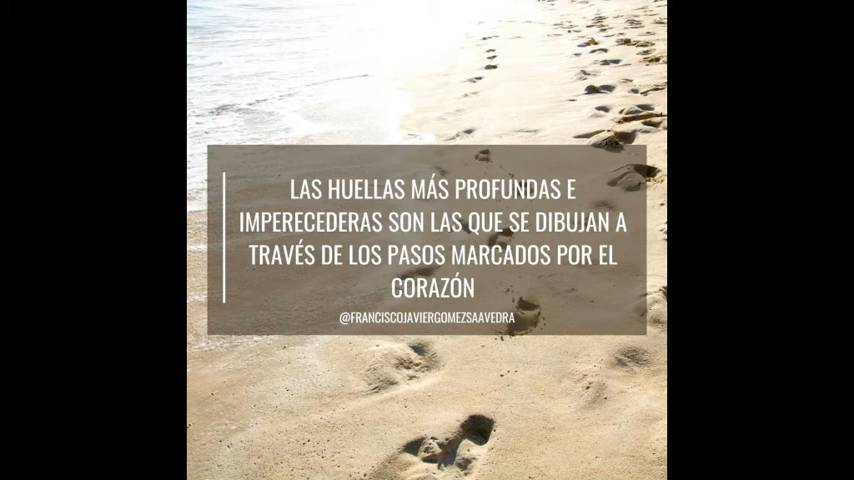 LAS HUELLAS MÁS PROFUNDAS E
IMPERECEDERAS SON LAS QUE SE DIBUJAN A
TRAVÉS DE LOS PASOS MARCADOS POR EL
CORAZÓN
@FRANCISCOJAVIERGOMEZSAAVEDRA